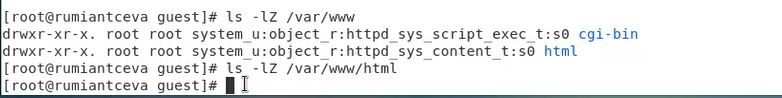 [root@rumiantceva guest]# ls -lZ /var/www
drwxr-xr-x. root root system_u:object_r:httpd_sys_script_exec_t:s0 cgi-bin
drwxr-xr-x. root root system_u:object_r:httpd_sys_content_t:s0 html
[root@rumiantceva guest]# ls -lZ /var/www/html
[root@rumiantceva guest]#